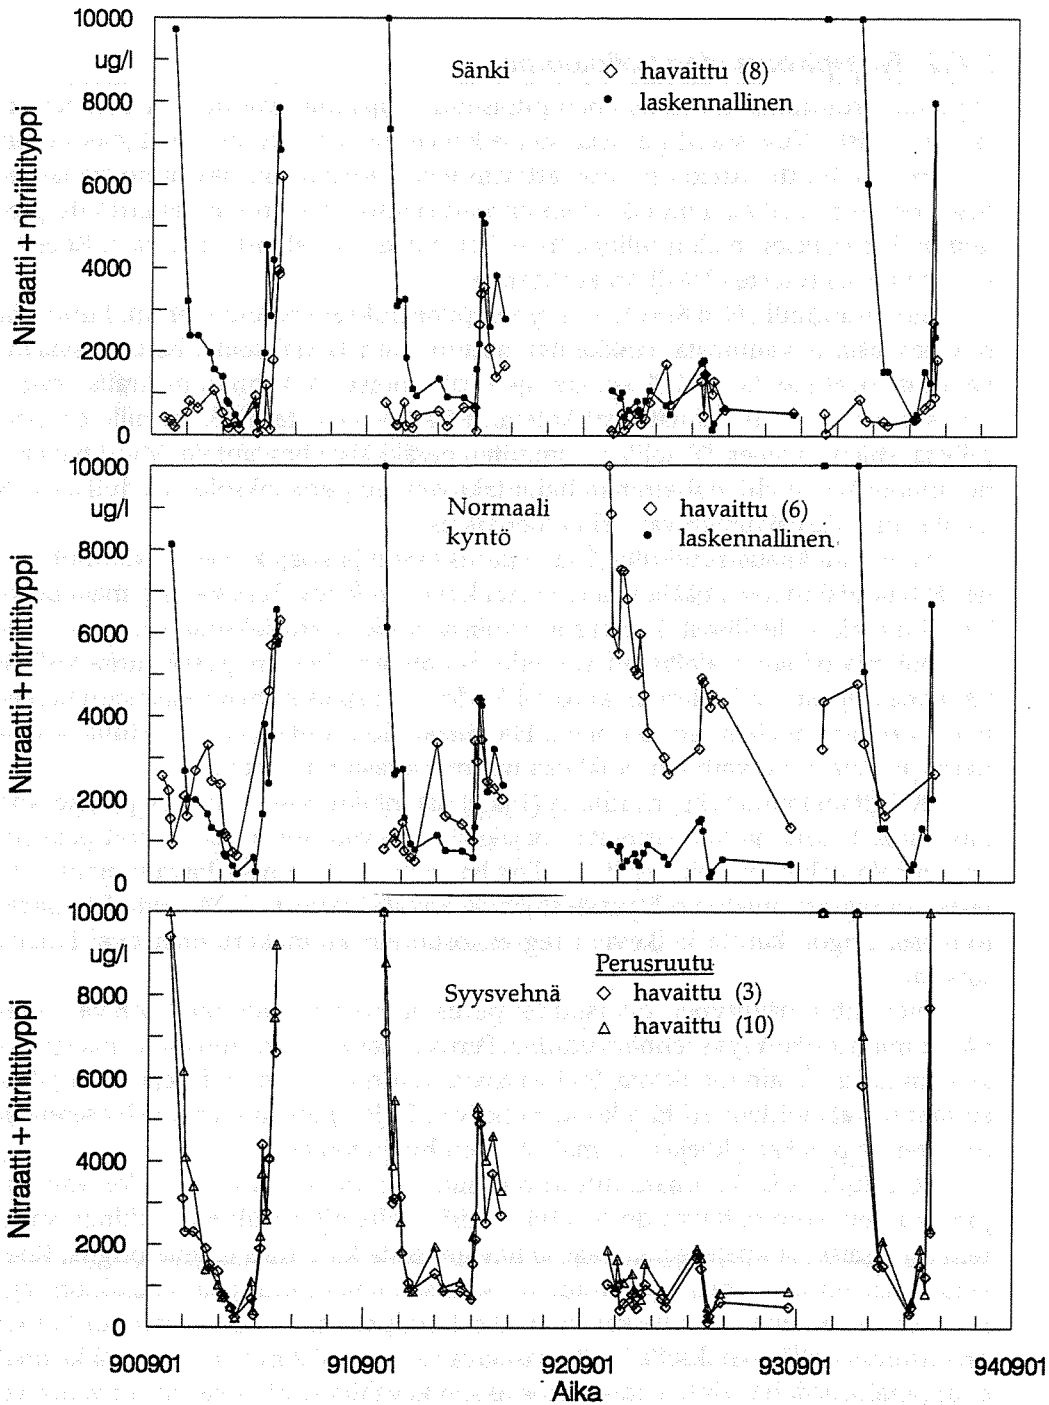 10000
ug/l
8000
6000
4000
2000
0
Nitraatti + nitriittityppi
Sänki
havaittu (8)
laskennallinen
10000
ug/l
8000
6000
4000
2000
0
Nitraatti + nitriittityppi
Normaali
kyntö
havaittu (6)
laskennallinen
10000
ug/l
8000
6000
4000
2000
0
Nitraatti + nitriittityppi
Perusruutu
Syysvehnä
havaittu (3)
havaittu (10)
900901 910901 920901 930901 940901
Aika